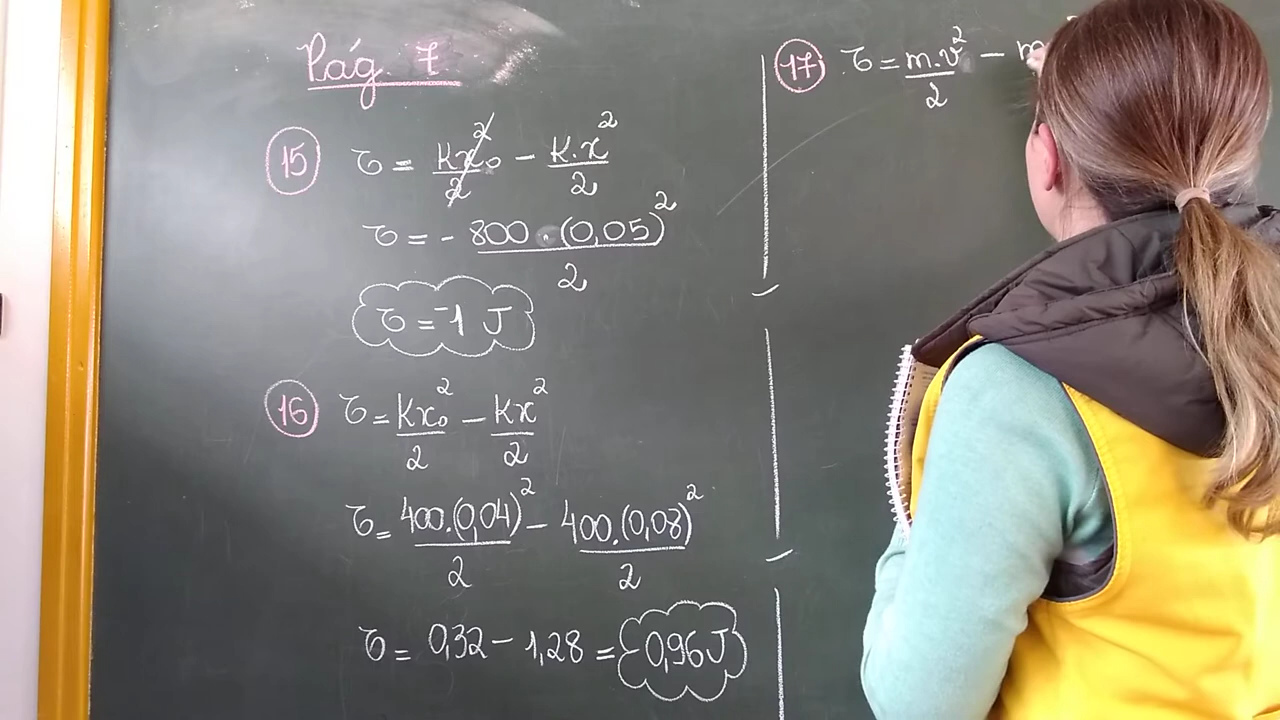 Pág. 7
15 τ = Kx₀²/2 - K.x²/2
τ = - 800 . (0,05)²/2
τ = -1 J
16 τ = Kx₀²/2 - Kx²/2
τ = 400.(0,04)²/2 - 400.(0,08)²/2
τ = 0,32 - 1,28 = -0,96 J
17 τ = m.v²/2 - m